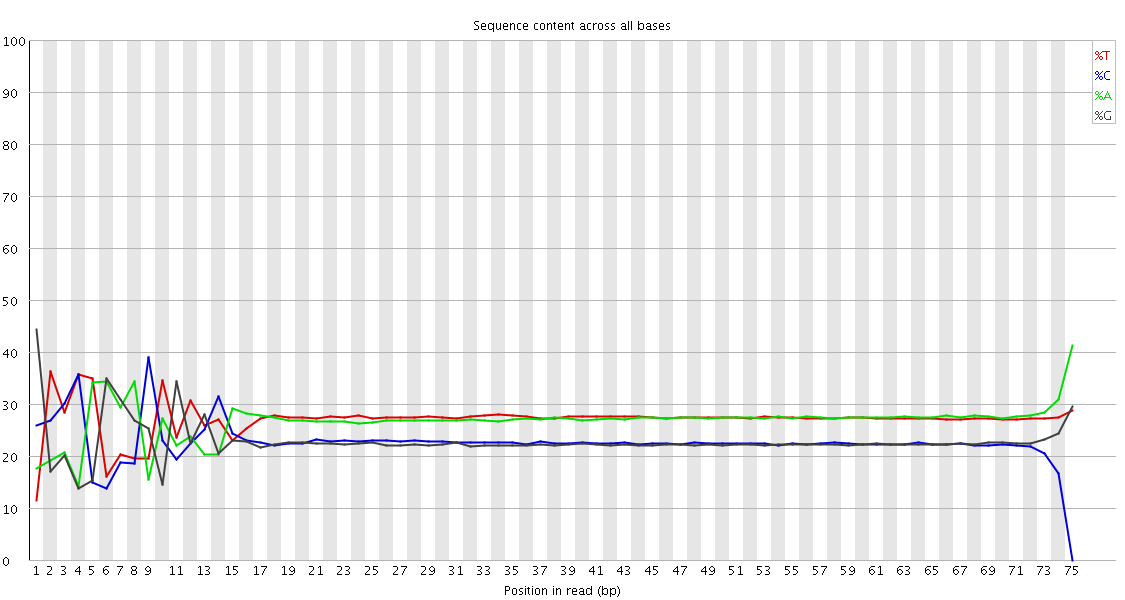 Sequence content across all bases
100
90
80
70
60
50
40
30
20
10
0
%T
%C
%A
%G
1 2 3 4 5 6 7 8 9 11 13 15 17 19 21 23 25 27 29 31 33 35 37 39 41 43 45 47 49 51 53 55 57 59 61 63 65 67 69 71 73 75
Position in read (bp)